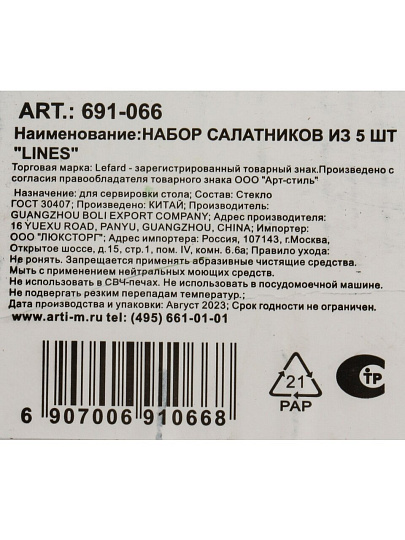 ART.: 691-066
Наименование:НАБОР САЛАТНИКОВ ИЗ 5 ШТ
"LINES"
Торговая марка: Lefard - зарегистрированный товарный знак.Произведено с
согласия правообладателя товарного знака ООО "Арт-стиль"
Назначение: для сервировки стола; Состав: Стекло
ГОСТ 30407; Произведено: КИТАЙ; Изготовитель:
GUANGZHOU BOLI EXPORT COMPANY; Адрес производителя:
16 YUEXU ROAD, PANYU, GUANGZHOU, CHINA; Импортер:
ООО "ЛЮКСТОРГ"; Адрес импортера: Россия, 107143, г.Москва,
Открытое шоссе, д.15, стр.1, пом. IV, комн. 6.6а; Правило ухода:
Не ронять. Запрещается применять абразивные чистящие средства.
Мыть с применением нейтральных моющих средств
Не использовать в СВЧ-печах. Не использовать в посудомоечной машине.
Не подвергать резким перепадам температур.;
Дата производства и упаковки: Август 2023; Срок годности не ограничен.
www.arti-m.ru tel: (495) 661-01-01
6 907006 910668
21
PAP
СТР